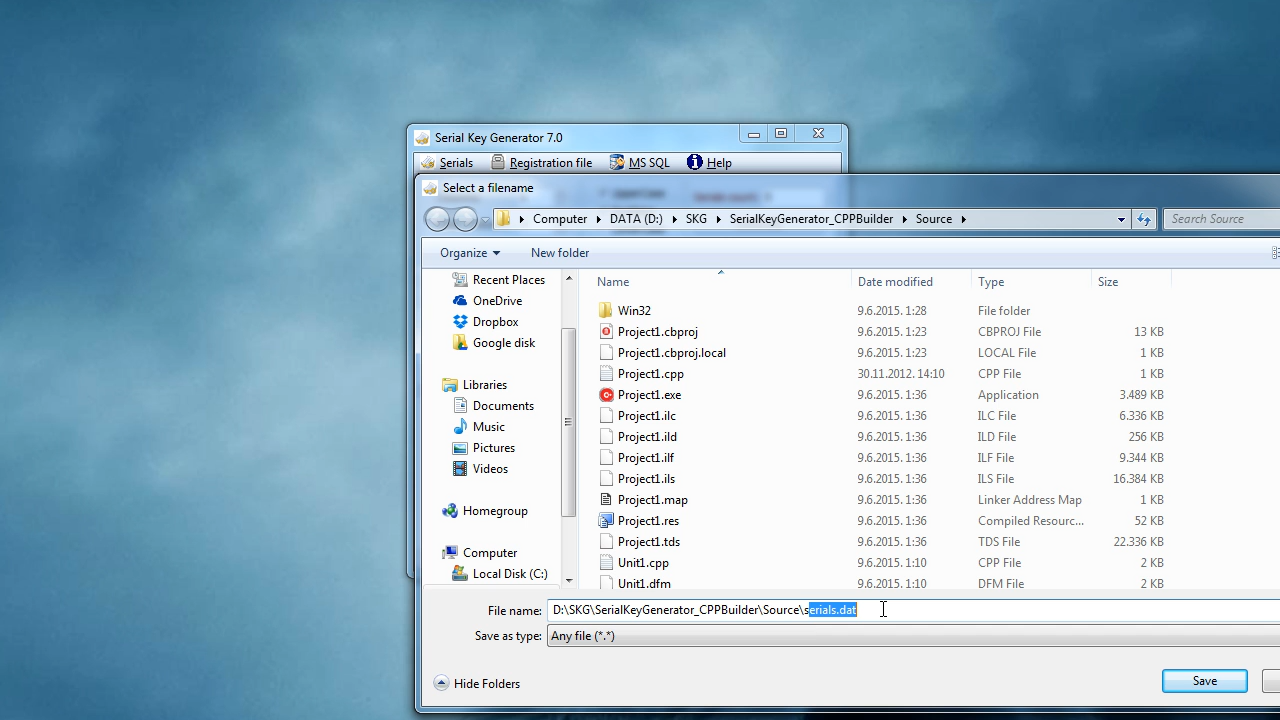 Serial Key Generator 7.0
Serials Registration file MS SQL Help
Select a filename
Computer DATA (D:) SKG SerialKeyGenerator_CPPBuilder Source Search Source
Organize New folder
Name Date modified Type Size
Recent Places
OneDrive
Dropbox
Google disk
Libraries
Documents
Music
Pictures
Videos
Homegroup
Computer
Local Disk (C:)
Win32 9.6.2015. 1:28 File folder
Project1.cbproj 9.6.2015. 1:23 CBPROJ File 13 KB
Project1.cbproj.local 9.6.2015. 1:23 LOCAL File 1 KB
Project1.cpp 30.11.2012. 14:10 CPP File 1 KB
Project1.exe 9.6.2015. 1:36 Application 3.489 KB
Project1.ilc 9.6.2015. 1:36 ILC File 6.336 KB
Project1.ild 9.6.2015. 1:36 ILD File 256 KB
Project1.ilf 9.6.2015. 1:36 ILF File 9.344 KB
Project1.ils 9.6.2015. 1:36 ILS File 16.384 KB
Project1.map 9.6.2015. 1:36 Linker Address Map 1 KB
Project1.res 9.6.2015. 1:36 Compiled Resourc... 52 KB
Project1.tds 9.6.2015. 1:36 TDS File 22.336 KB
Unit1.cpp 9.6.2015. 1:10 CPP File 2 KB
Unit1.dfm 9.6.2015. 1:10 DFM File 2 KB
File name: D:\SKG\SerialKeyGenerator_CPPBuilder\Source\serials.dat
Save as type: Any file (*.*)
Hide Folders
Save